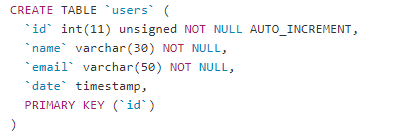 CREATE TABLE `users` (
  `id` int(11) unsigned NOT NULL AUTO_INCREMENT,
  `name` varchar(30) NOT NULL,
  `email` varchar(50) NOT NULL,
  `date` timestamp,
  PRIMARY KEY (`id`)
)